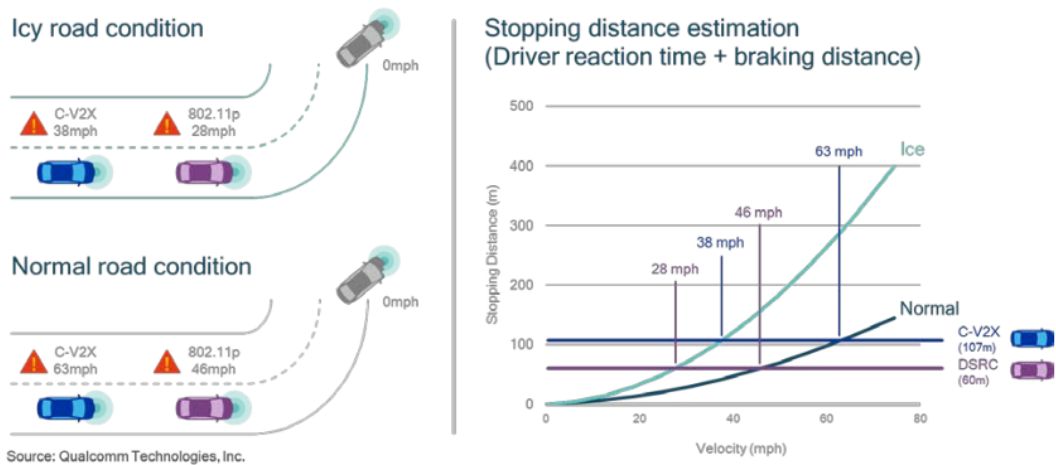 Icy road condition
0mph
C-V2X
38mph
802.11p
28mph
Normal road condition
0mph
C-V2X
63mph
802.11p
46mph
Source: Qualcomm Technologies, Inc.
Stopping distance estimation
(Driver reaction time + braking distance)
Stopping Distance (m)
500
400
300
200
100
0
0
20
40
60
80
Velocity (mph)
28 mph
38 mph
46 mph
63 mph
Ice
Normal
C-V2X
(107m)
DSRC
(60m)